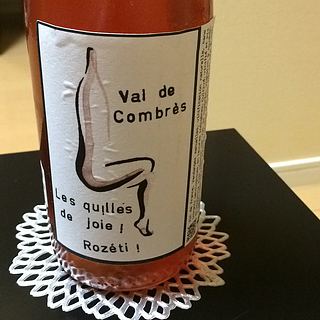 Val de
Combrès
Les quilles
de joie !
Rozéti !